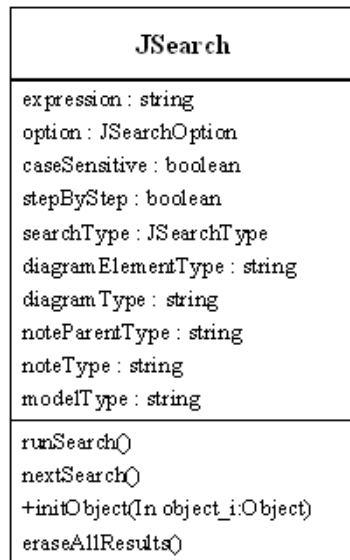 JSearch
expression : string
option : JSearchOption
caseSensitive : boolean
stepByStep : boolean
searchType : JSearchType
diagramElementType : string
diagramType : string
noteParentType : string
noteType : string
modelType : string
runSearch()
nextSearch()
+initObject(In object_i:Object)
eraseAllResults()